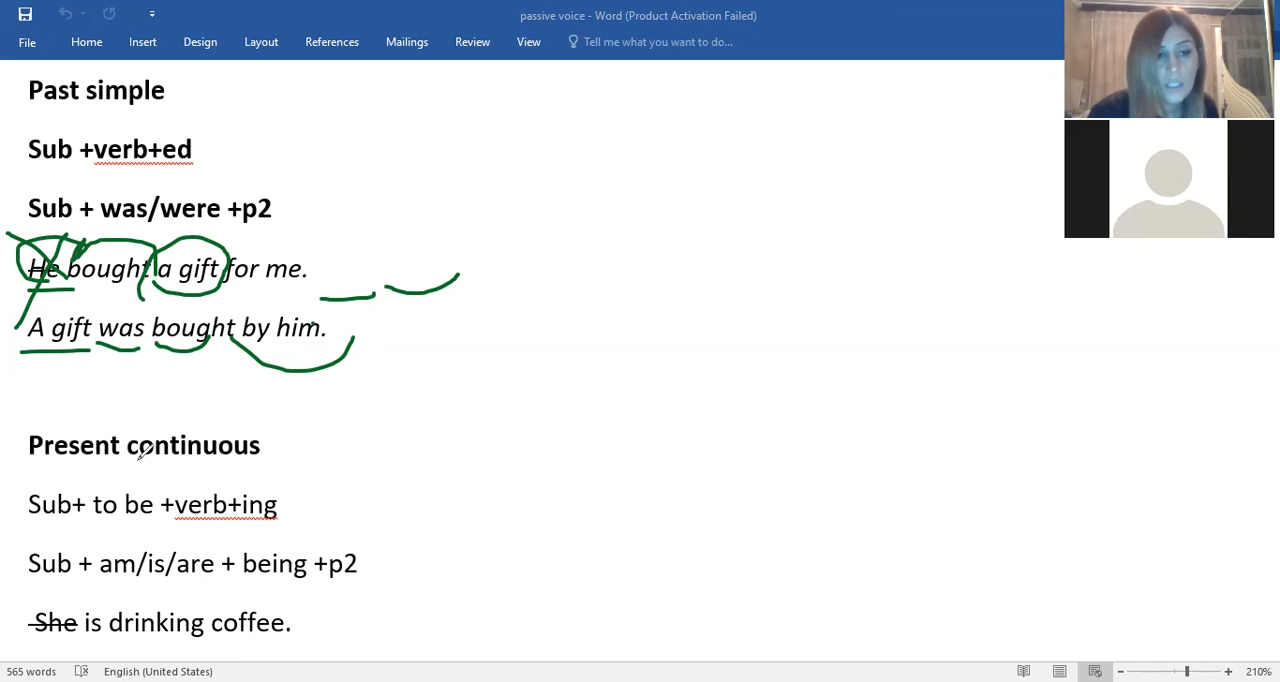 passive voice - Word (Product Activation Failed)
File Home Insert Design Layout References Mailings Review View Tell me what you want to do...
Past simple
Sub +verb+ed
Sub + was/were +p2
He bought a gift for me.
A gift was bought by him.
Present continuous
Sub+ to be +verb+ing
Sub + am/is/are + being +p2
She is drinking coffee.
565 words English (United States) 210%